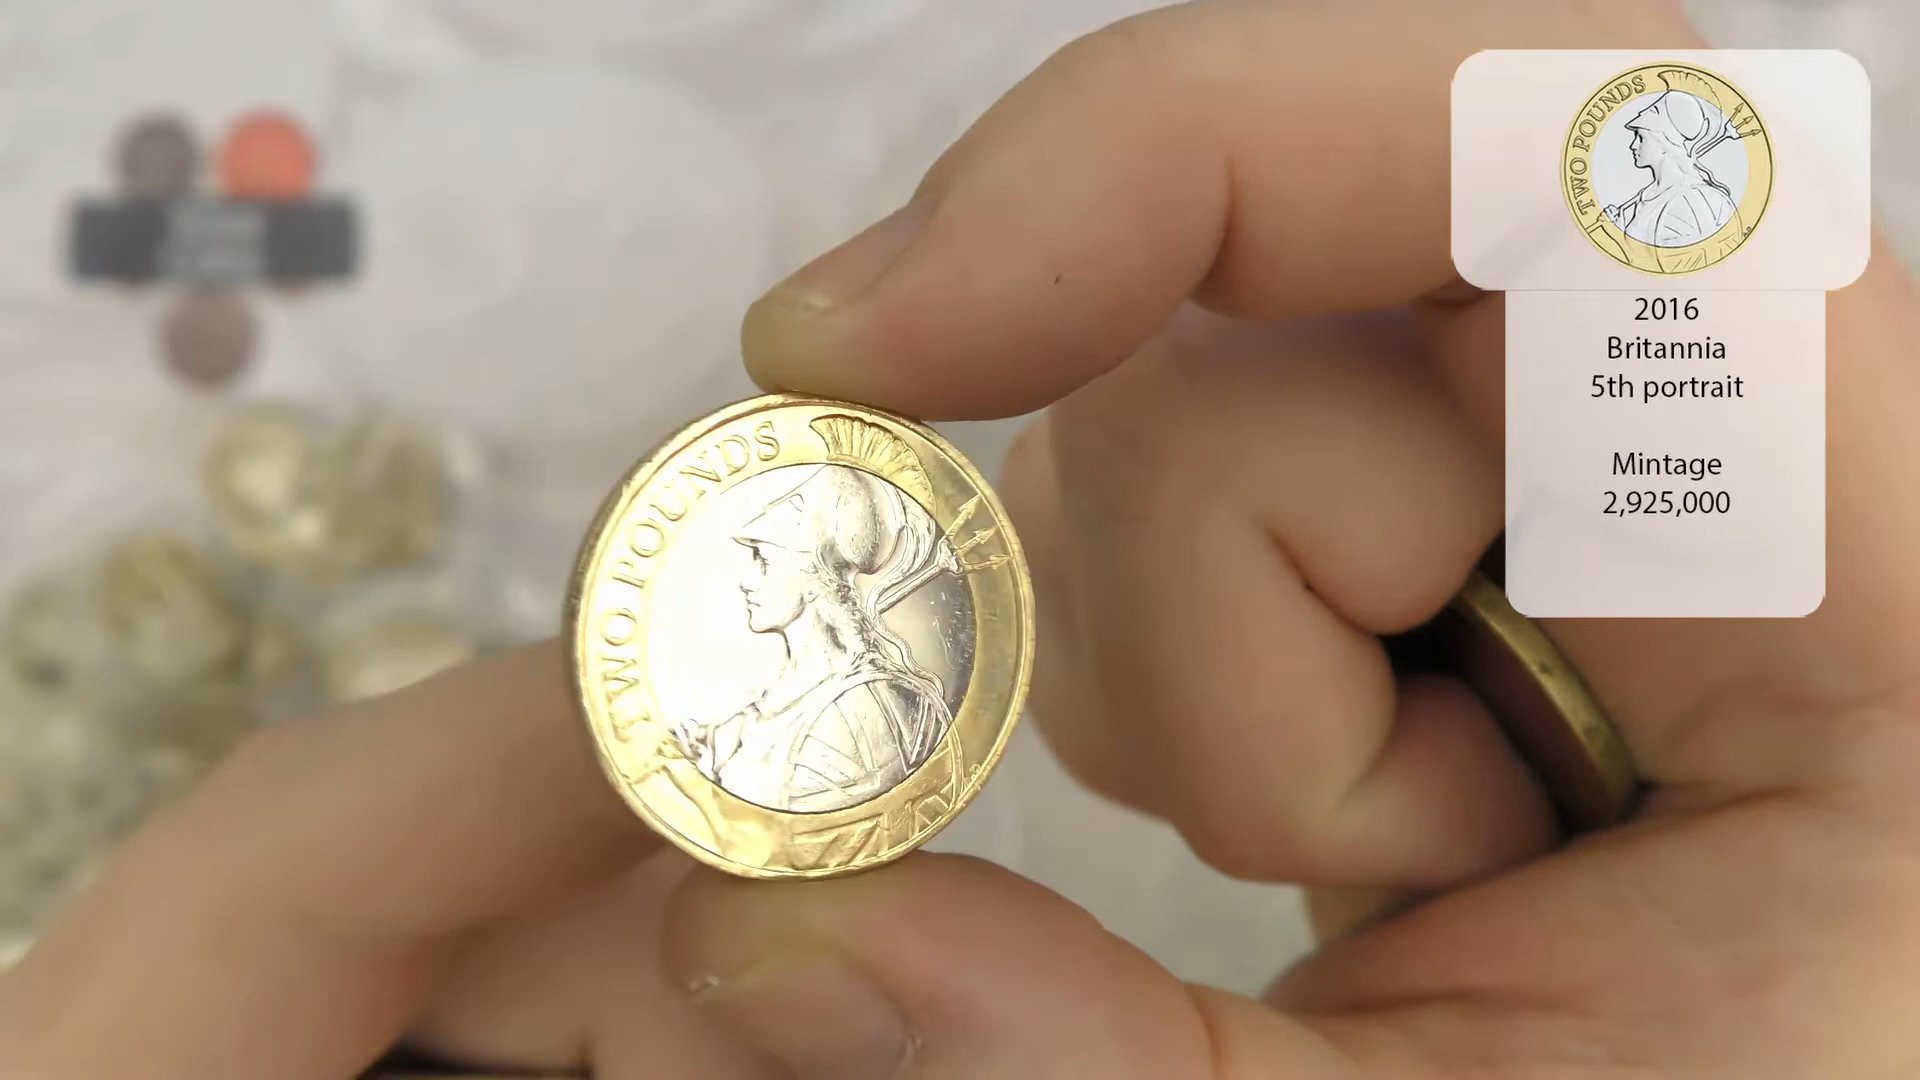 TWO POUNDS
TWO POUNDS
2016
Britannia
5th portrait
Mintage
2,925,000